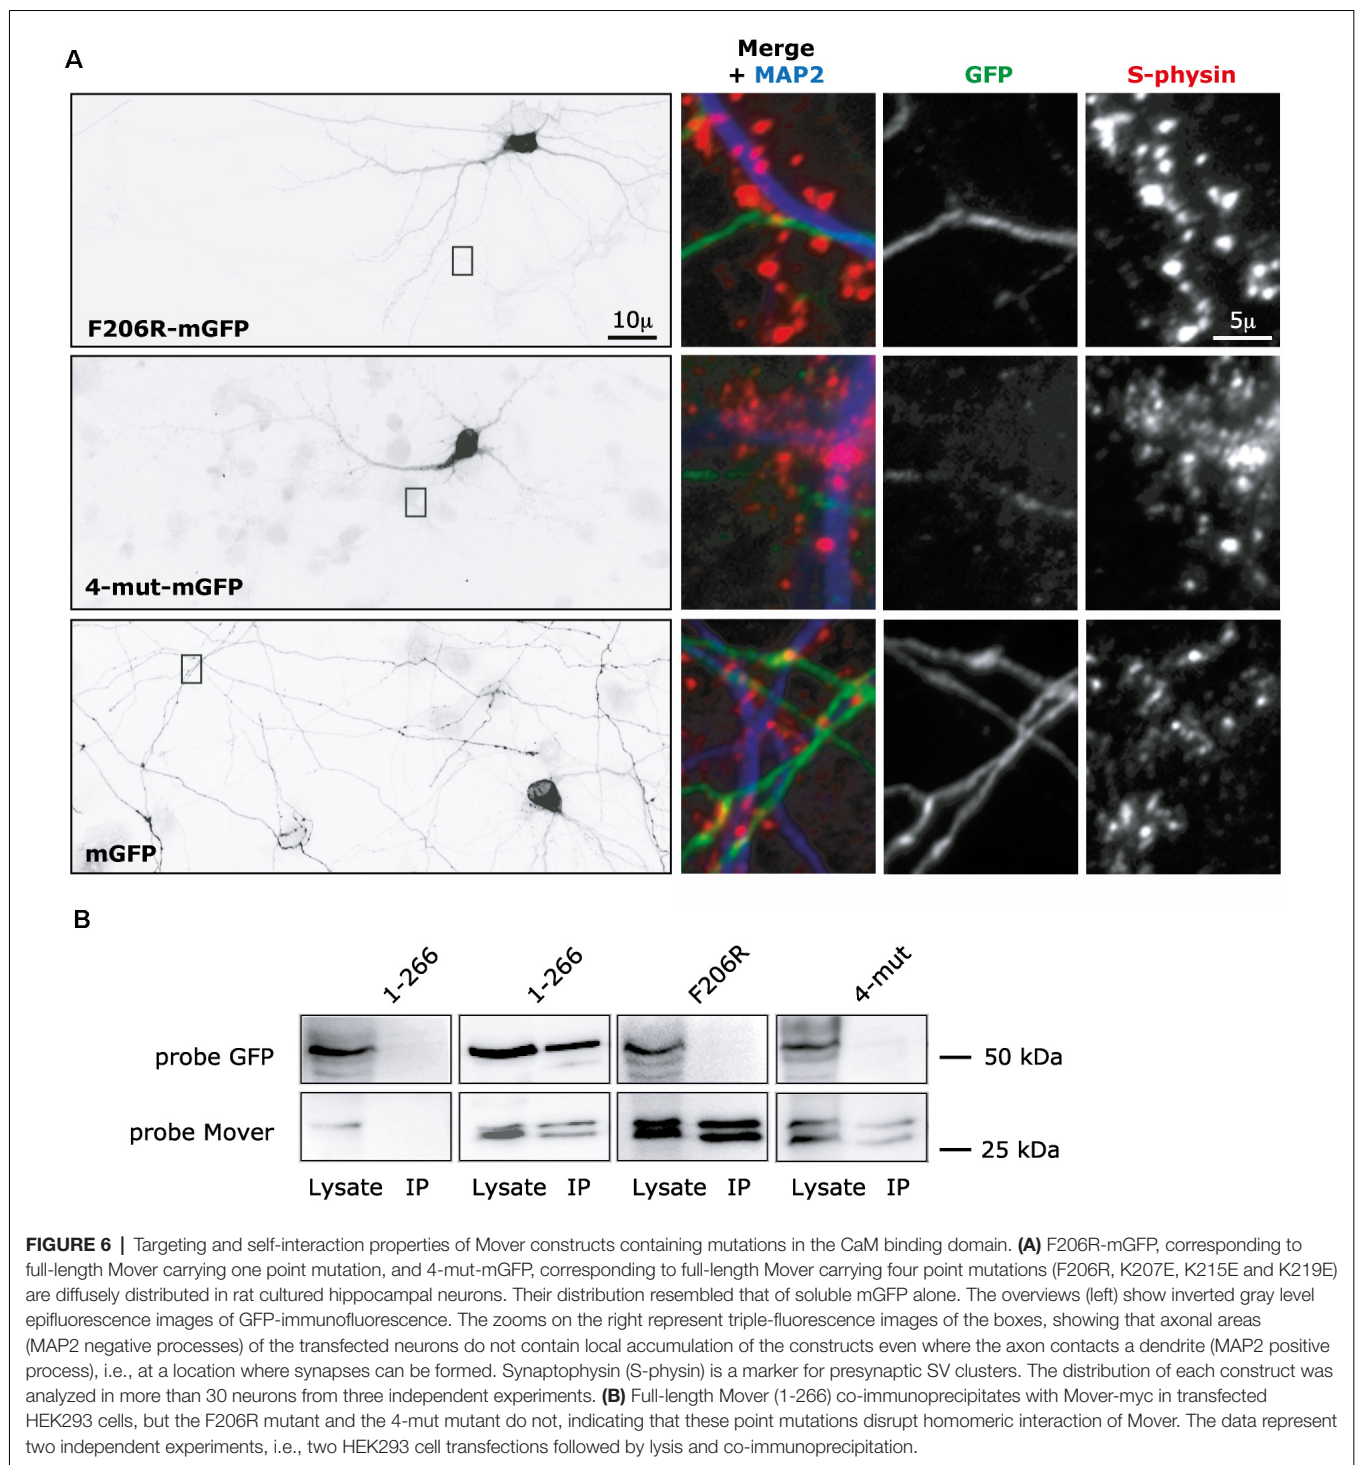 A
Merge
+ MAP2
GFP
S-physin
F206R-mGFP
10µ
5µ
4-mut-mGFP
mGFP
B
1-266
1-266
F206R
4-mut
probe GFP
50 kDa
probe Mover
25 kDa
Lysate IP
Lysate IP
Lysate IP
Lysate IP
FIGURE 6 | Targeting and self-interaction properties of Mover constructs containing mutations in the CaM binding domain. (A) F206R-mGFP, corresponding to
full-length Mover carrying one point mutation, and 4-mut-mGFP, corresponding to full-length Mover carrying four point mutations (F206R, K207E, K215E and K219E)
are diffusely distributed in rat cultured hippocampal neurons. Their distribution resembled that of soluble mGFP alone. The overviews (left) show inverted gray level
epifluorescence images of GFP-immunofluorescence. The zooms on the right represent triple-fluorescence images of the boxes, showing that axonal areas
(MAP2 negative processes) of the transfected neurons do not contain local accumulation of the constructs even where the axon contacts a dendrite (MAP2 positive
process), i.e., at a location where synapses can be formed. Synaptophysin (S-physin) is a marker for presynaptic SV clusters. The distribution of each construct was
analyzed in more than 30 neurons from three independent experiments. (B) Full-length Mover (1-266) co-immunoprecipitates with Mover-myc in transfected
HEK293 cells, but the F206R mutant and the 4-mut mutant do not, indicating that these point mutations disrupt homomeric interaction of Mover. The data represent
two independent experiments, i.e., two HEK293 cell transfections followed by lysis and co-immunoprecipitation.